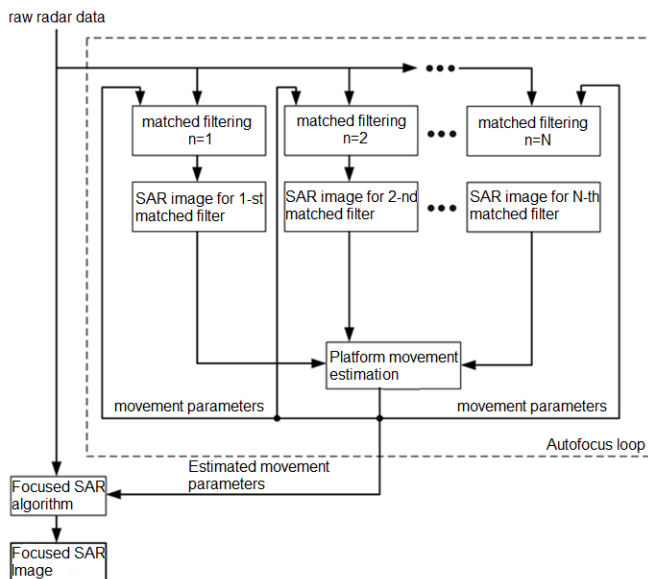 raw radar data
matched filtering
n=1
matched filtering
n=2
matched filtering
n=N
SAR image for 1-st
matched filter
SAR image for 2-nd
matched filter
SAR image for N-th
matched filter
Platform movement
estimation
movement parameters
movement parameters
Autofocus loop
Estimated movement
parameters
Focused SAR
algorithm
Focused SAR
Image